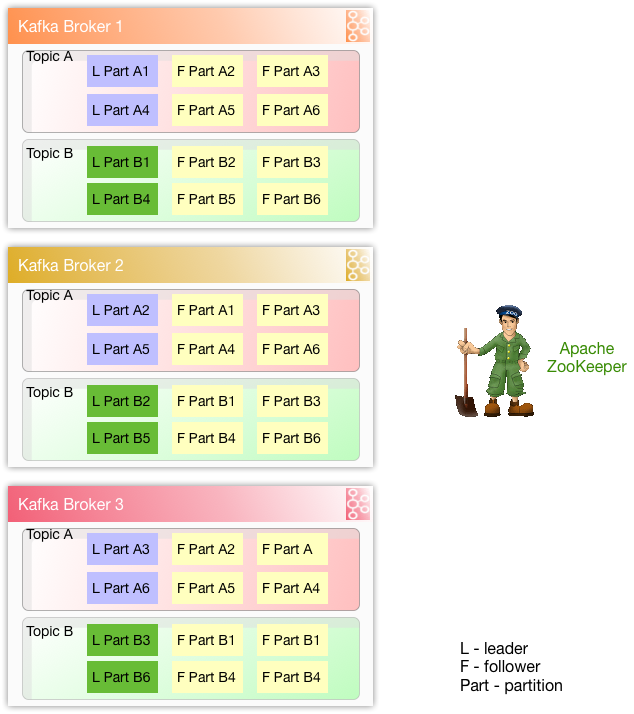 Kafka Broker 1
Topic A
L Part A1 F Part A2 F Part A3
L Part A4 F Part A5 F Part A6
Topic B
L Part B1 F Part B2 F Part B3
L Part B4 F Part B5 F Part B6
Kafka Broker 2
Topic A
L Part A2 F Part A1 F Part A3
L Part A5 F Part A4 F Part A6
Topic B
L Part B2 F Part B1 F Part B3
L Part B5 F Part B4 F Part B6
ZOO
Apache
ZooKeeper
Kafka Broker 3
Topic A
L Part A3 F Part A2 F Part A
L Part A6 F Part A5 F Part A4
Topic B
L Part B3 F Part B1 F Part B1
L Part B6 F Part B4 F Part B4
L - leader
F - follower
Part - partition